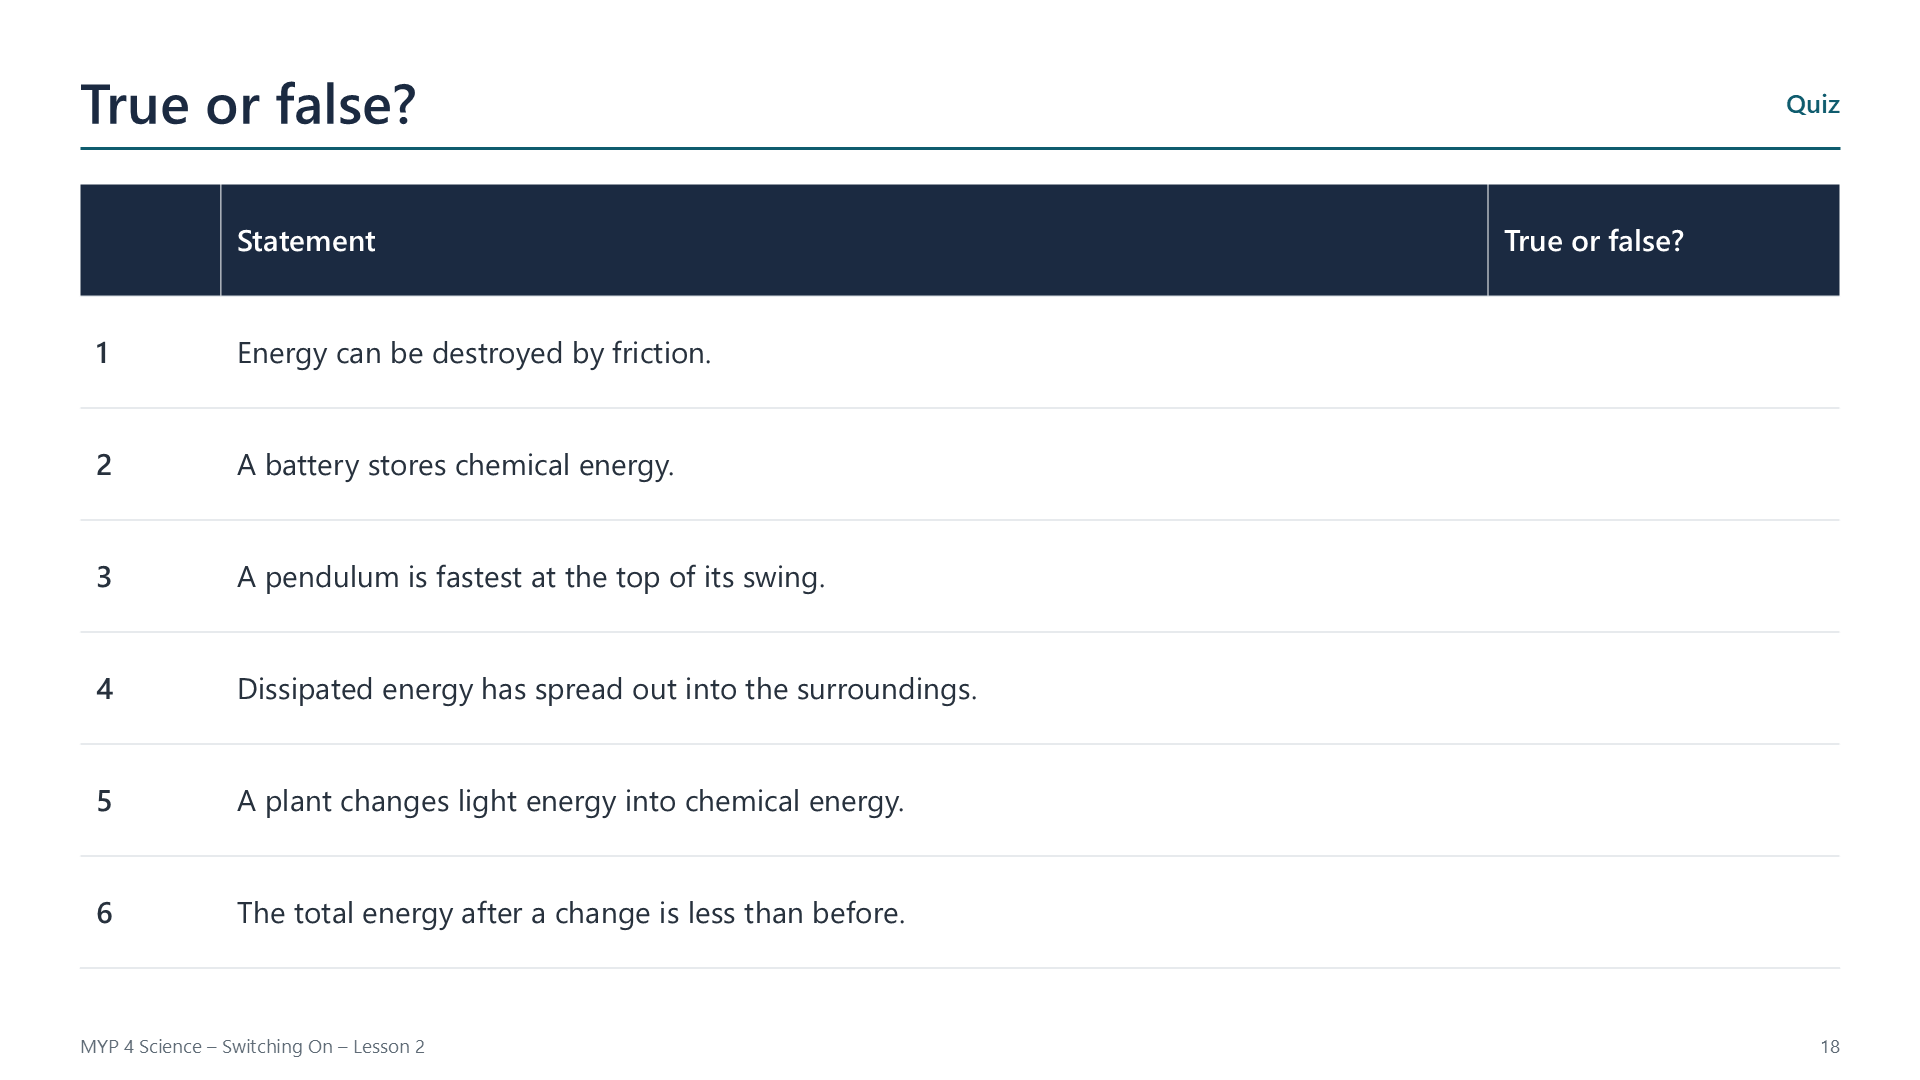 True or false?
Quiz
Statement
True or false?
1 Energy can be destroyed by friction.
2 A battery stores chemical energy.
3 A pendulum is fastest at the top of its swing.
4 Dissipated energy has spread out into the surroundings.
5 A plant changes light energy into chemical energy.
6 The total energy after a change is less than before.
MYP 4 Science – Switching On – Lesson 2
18